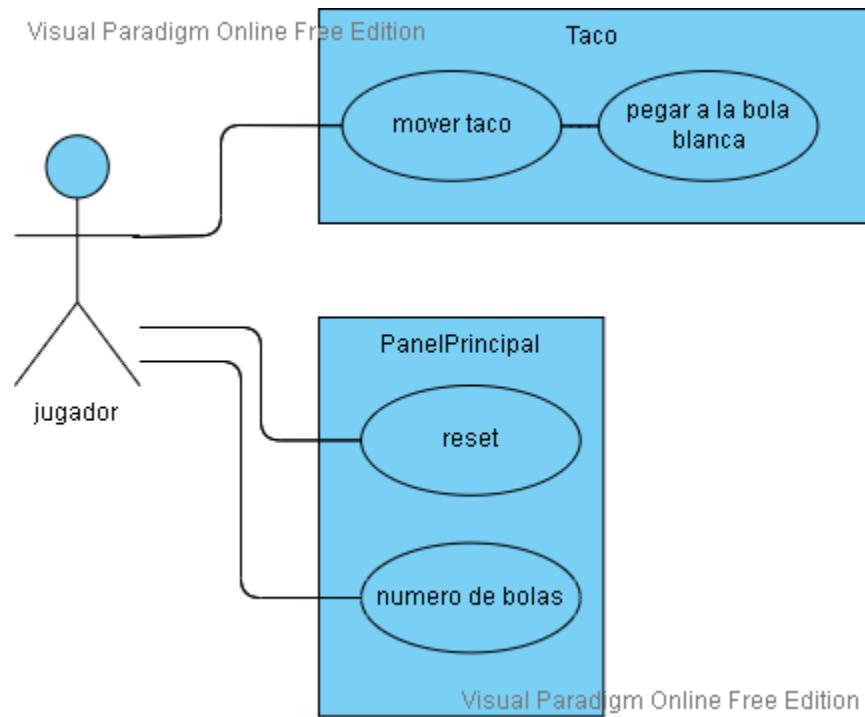 Visual Paradigm Online Free Edition
Taco
mover taco
pegar a la bola
blanca
jugador
PanelPrincipal
reset
numero de bolas
Visual Paradigm Online Free Edition